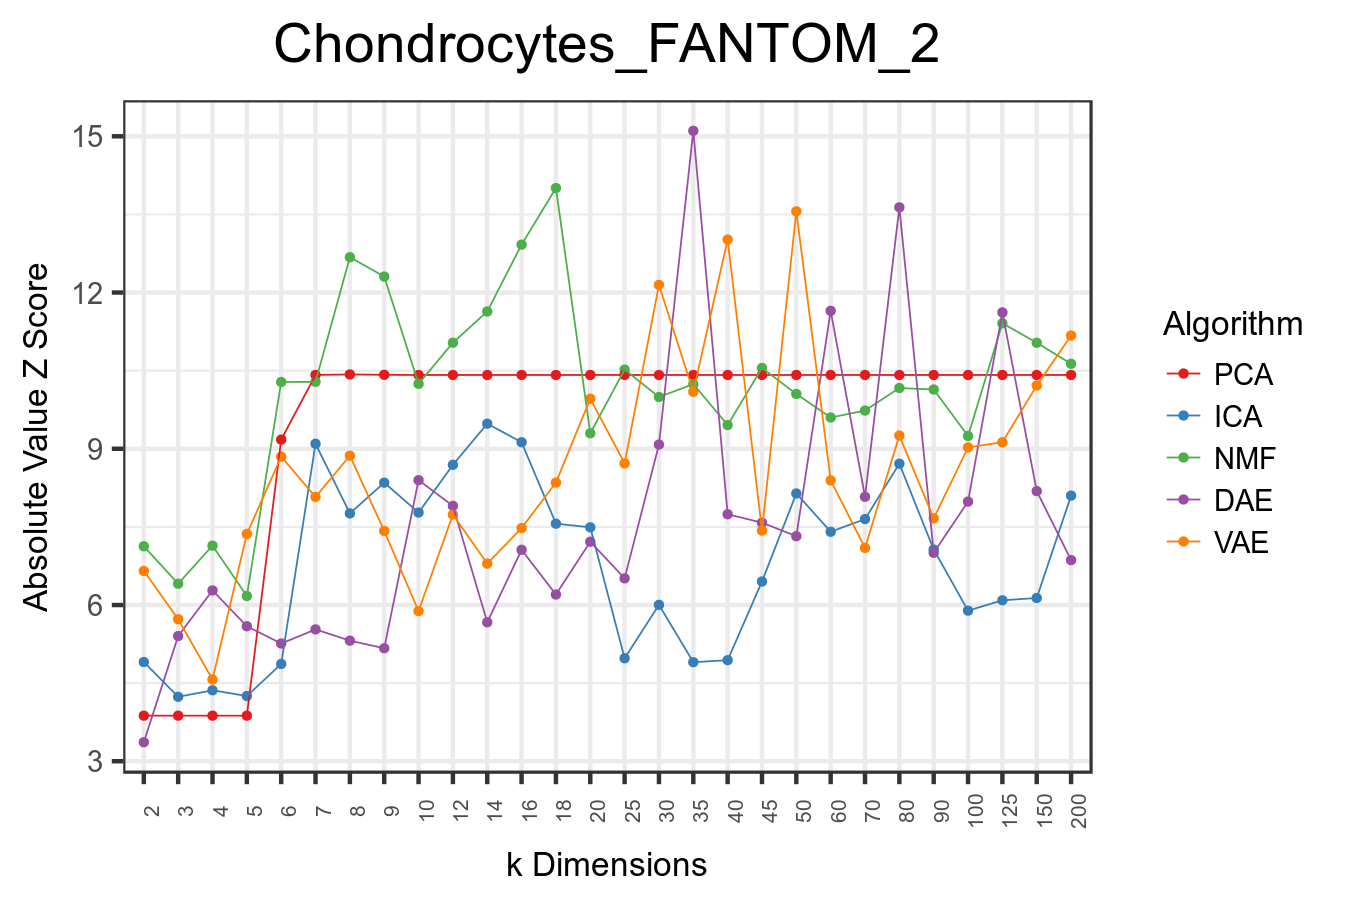 Chondrocytes_FANTOM_2
Absolute Value Z Score
15
12
9
6
3
2 3 4 5 6 7 8 9 10 12 14 16 18 20 25 30 35 40 45 50 60 70 80 90 100 125 150 200
k Dimensions
Algorithm
PCA
ICA
NMF
DAE
VAE